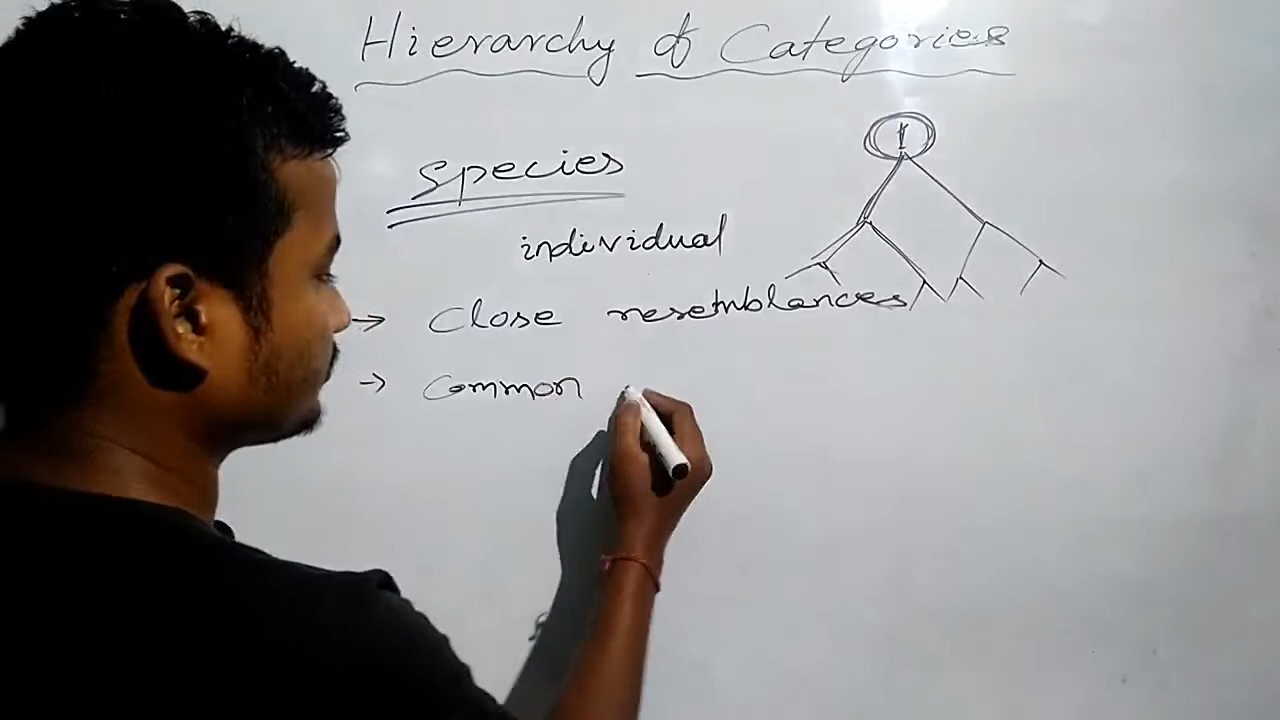 Hierarchy of Categories
Species
individual
→ Close resemblances
→ Common